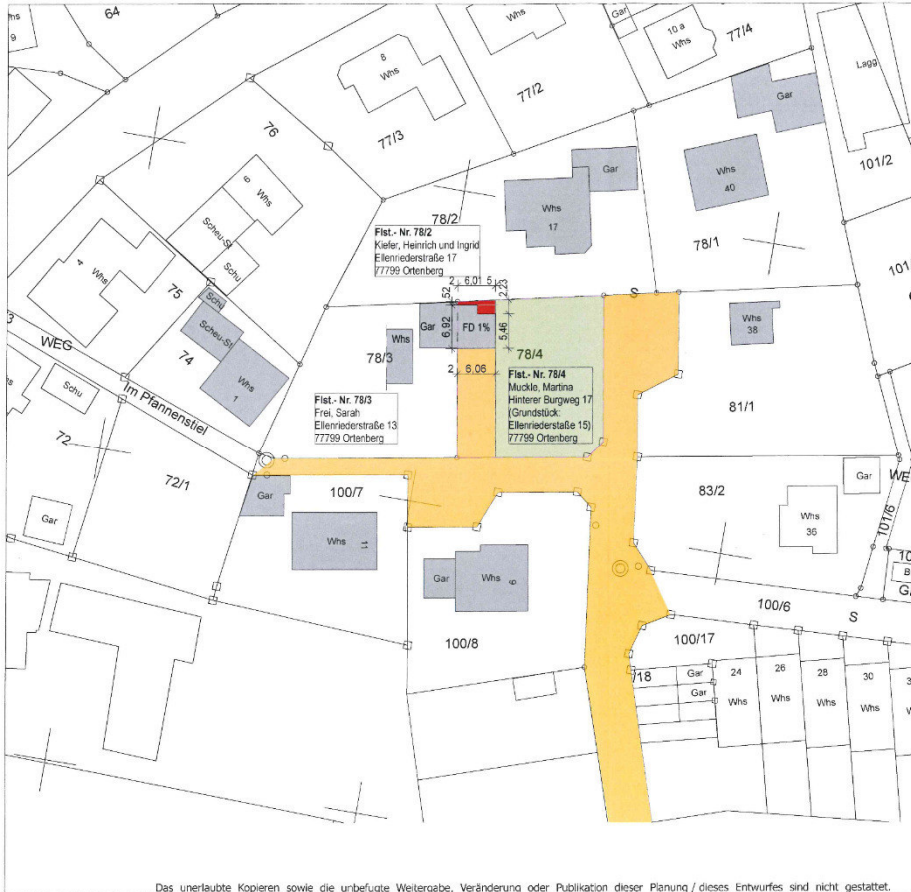 64
Whs
9
Whs
Gar
10 a
Whs
77/4
Lagg
8
Whs
77/2
77/3
Gar
76
101/2
Whs
40
Whs
6
Gar
Whs
17
78/2
78/1
Scheu-St
Schu
Flst.- Nr. 78/2
Kiefer, Heinrich und Ingrid
Ellenriederstraße 17
77799 Ortenberg
Whs
4
75
2 6,01 5
2,23
,52
S
Schu
Scheu-St
Gar
6,92
FD 1%
5,46
Whs
38
WEG
74
Whs
78/3
78/4
Whs
1
2 6,06
Schu
Im Pfannenstiel
Flst.- Nr. 78/3
Frei, Sarah
Ellenriederstraße 13
77799 Ortenberg
Flst.- Nr. 78/4
Muckle, Martina
Hinterer Burgweg 17
(Grundstück:
Ellenriederstaße 15)
77799 Ortenberg
81/1
72
72/1
Gar
100/7
83/2
Gar
WE
Gar
Whs
11
Whs
36
101/6
Gar
Whs
9
100/6
S
100/8
100/17
/18
Gar
Gar
24
Whs
26
Whs
28
Whs
30
Whs
Das unerlaubte Kopieren sowie die unbefugte Weitergabe, Veränderung oder Publikation dieser Planung / dieses Entwurfes sind nicht gestattet.